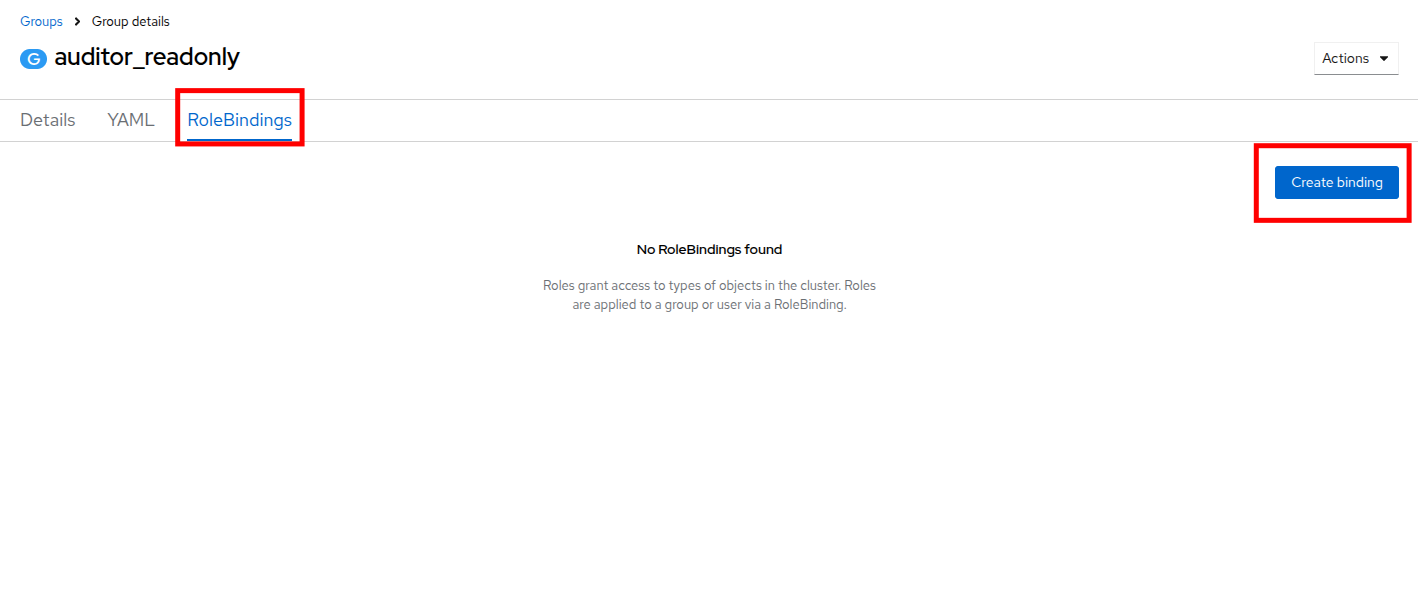 Groups > Group details
G auditor_readonly
Actions
Details YAML RoleBindings
Create binding
No RoleBindings found
Roles grant access to types of objects in the cluster. Roles
are applied to a group or user via a RoleBinding.